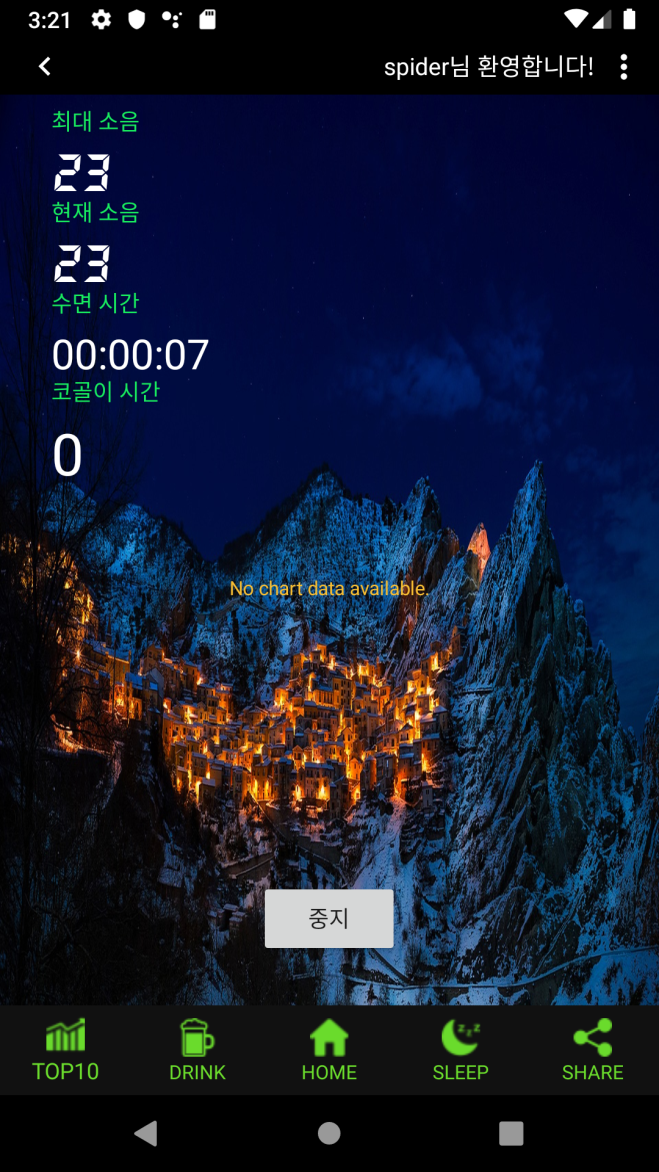 3:21
spider님 환영합니다!
최대 소음
23
현재 소음
23
수면 시간
00:00:07
코골이 시간
0
No chart data available.
중지
TOP10 DRINK HOME SLEEP SHARE